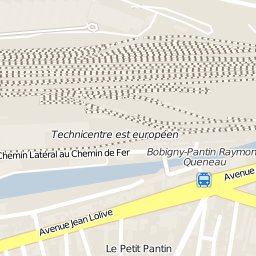 Technicentre est européen
Chemin Latéral au Chemin de Fer
Bobigny-Pantin Raymon
Queneau
Avenue
Avenue Jean Lolive
Le Petit Pantin